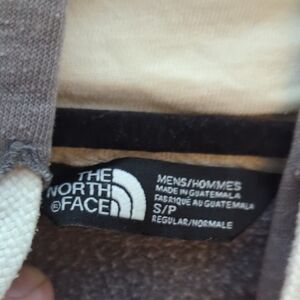 THE
NORTH
FACE
MENS/HOMMES
MADE IN GUATEMALA
FABRIQUÉ AU GUATEMALA
S/P
REGULAR/NORMALE